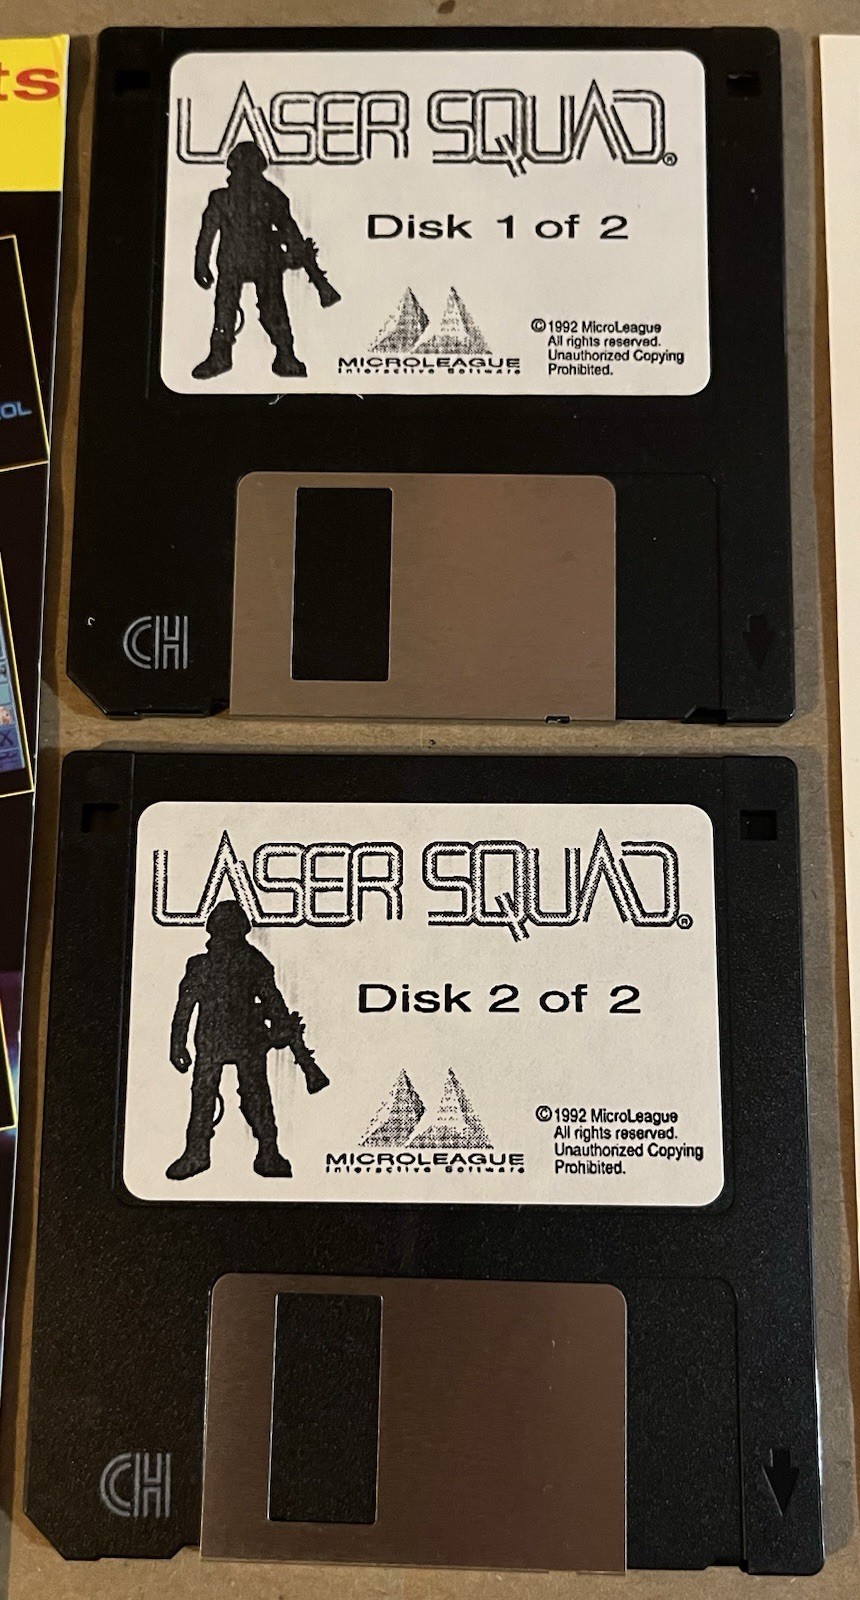 ts
OL
LASER SQUAD®
Disk 1 of 2
MICROLEAGUE
Interactive Software
©1992 MicroLeague
All rights reserved.
Unauthorized Copying
Prohibited.
CH
X
LASER SQUAD®
Disk 2 of 2
MICROLEAGUE
Interactive Software
©1992 MicroLeague
All rights reserved.
Unauthorized Copying
Prohibited.
CH